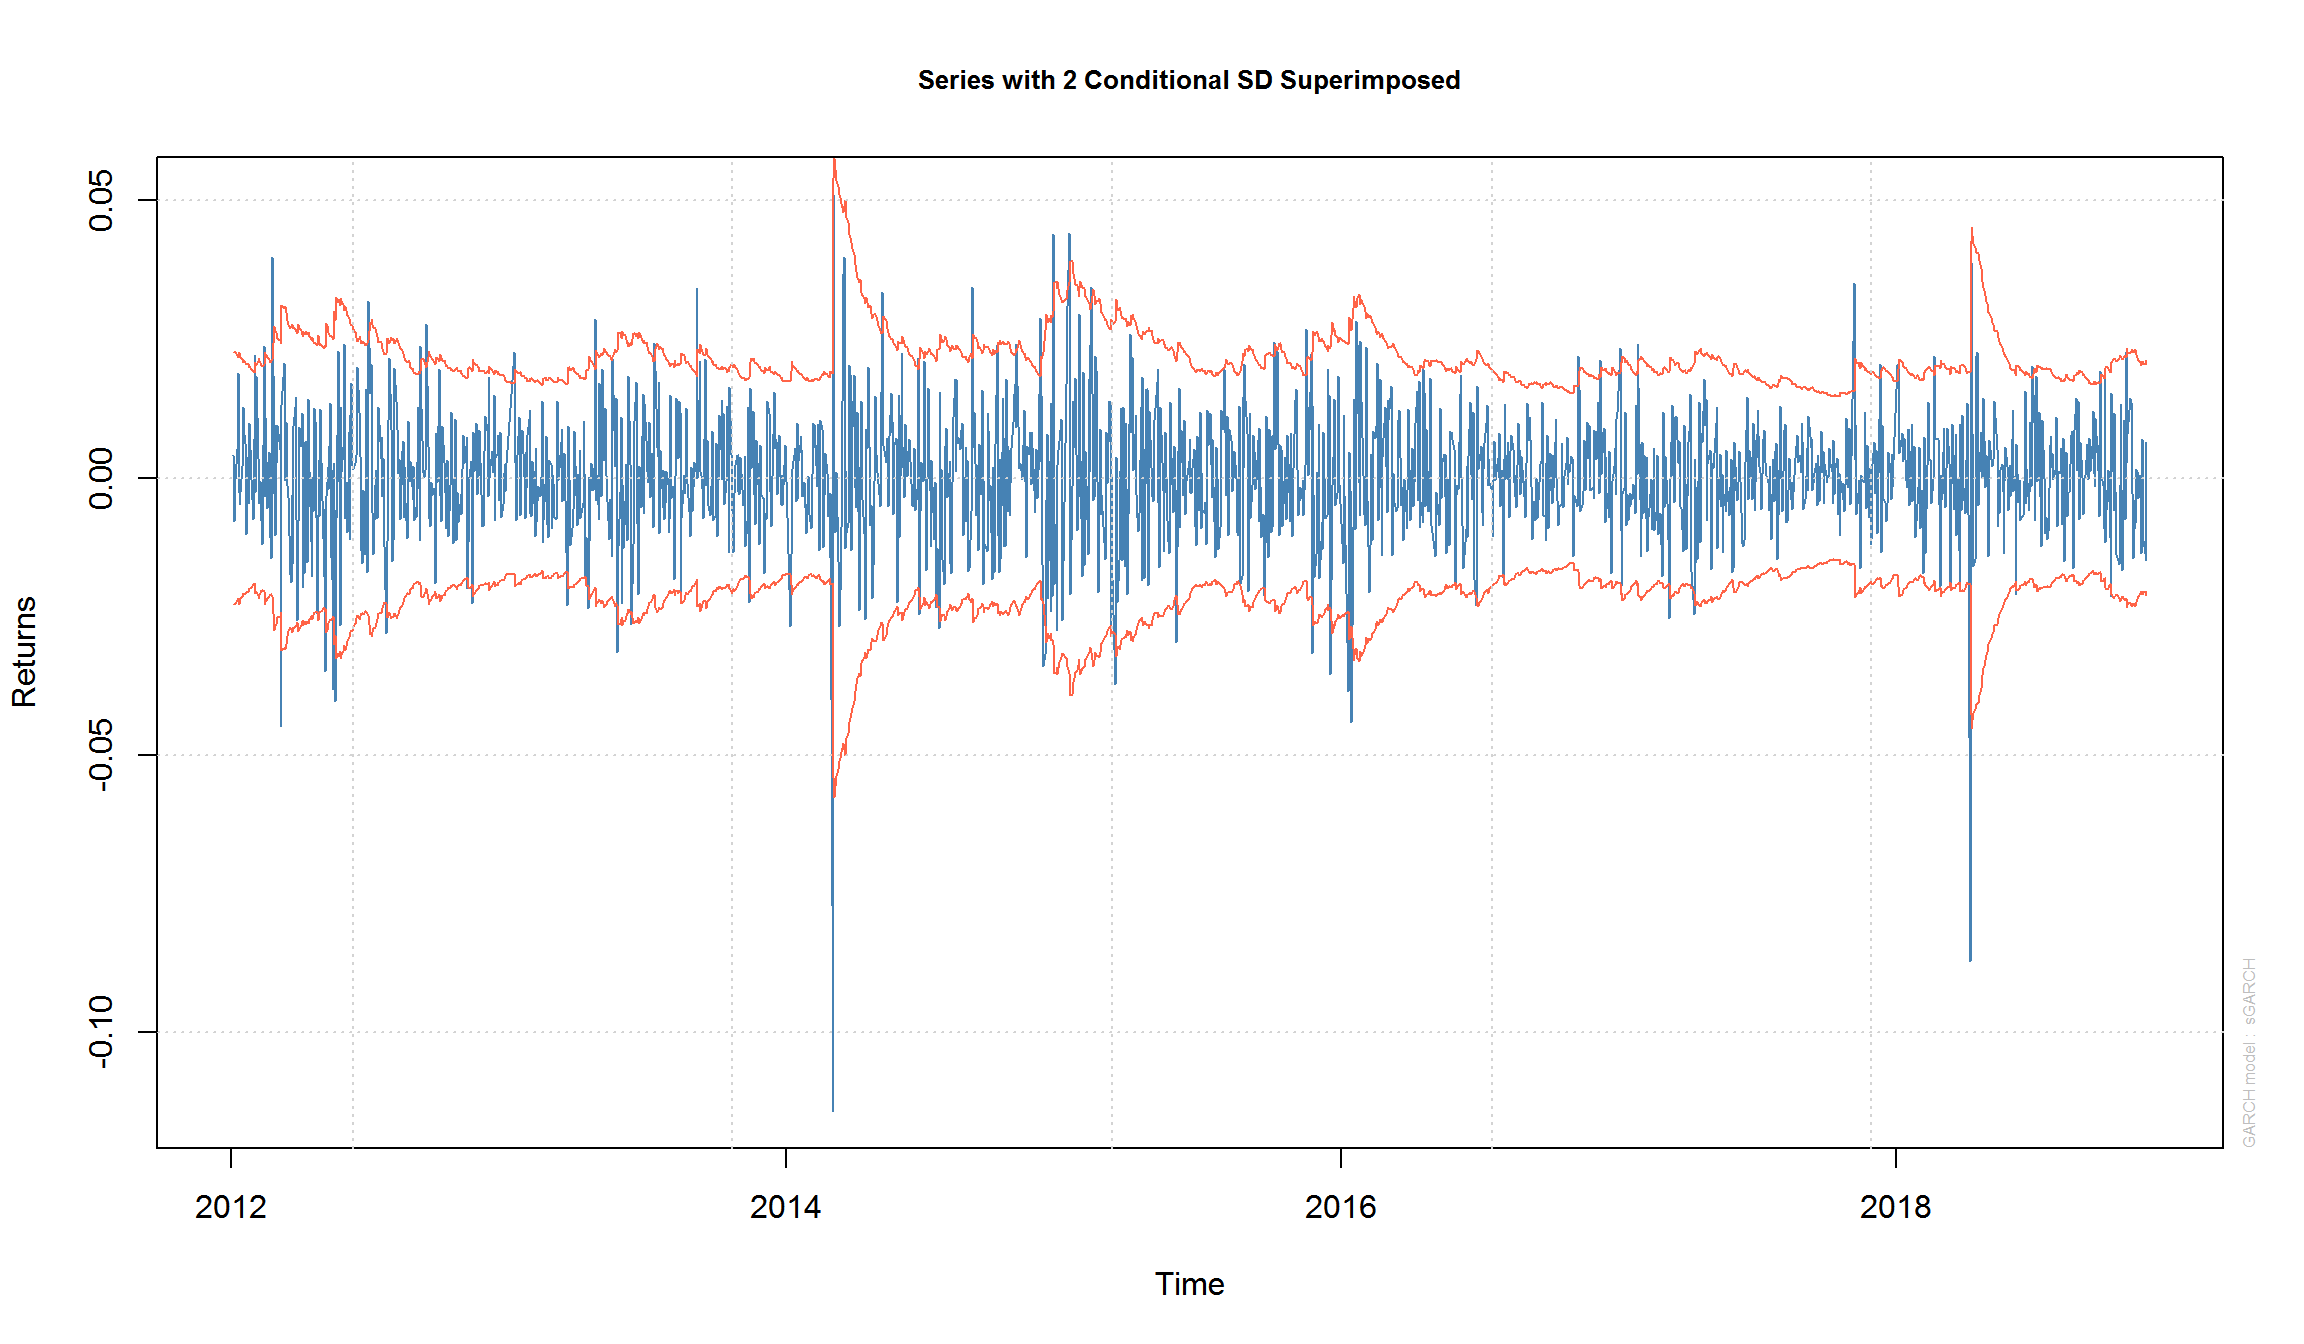 Series with 2 Conditional SD Superimposed
0.05
0.00
-0.05
-0.10
Returns
2012 2014 2016 2018
Time
GARCH model : sGARCH